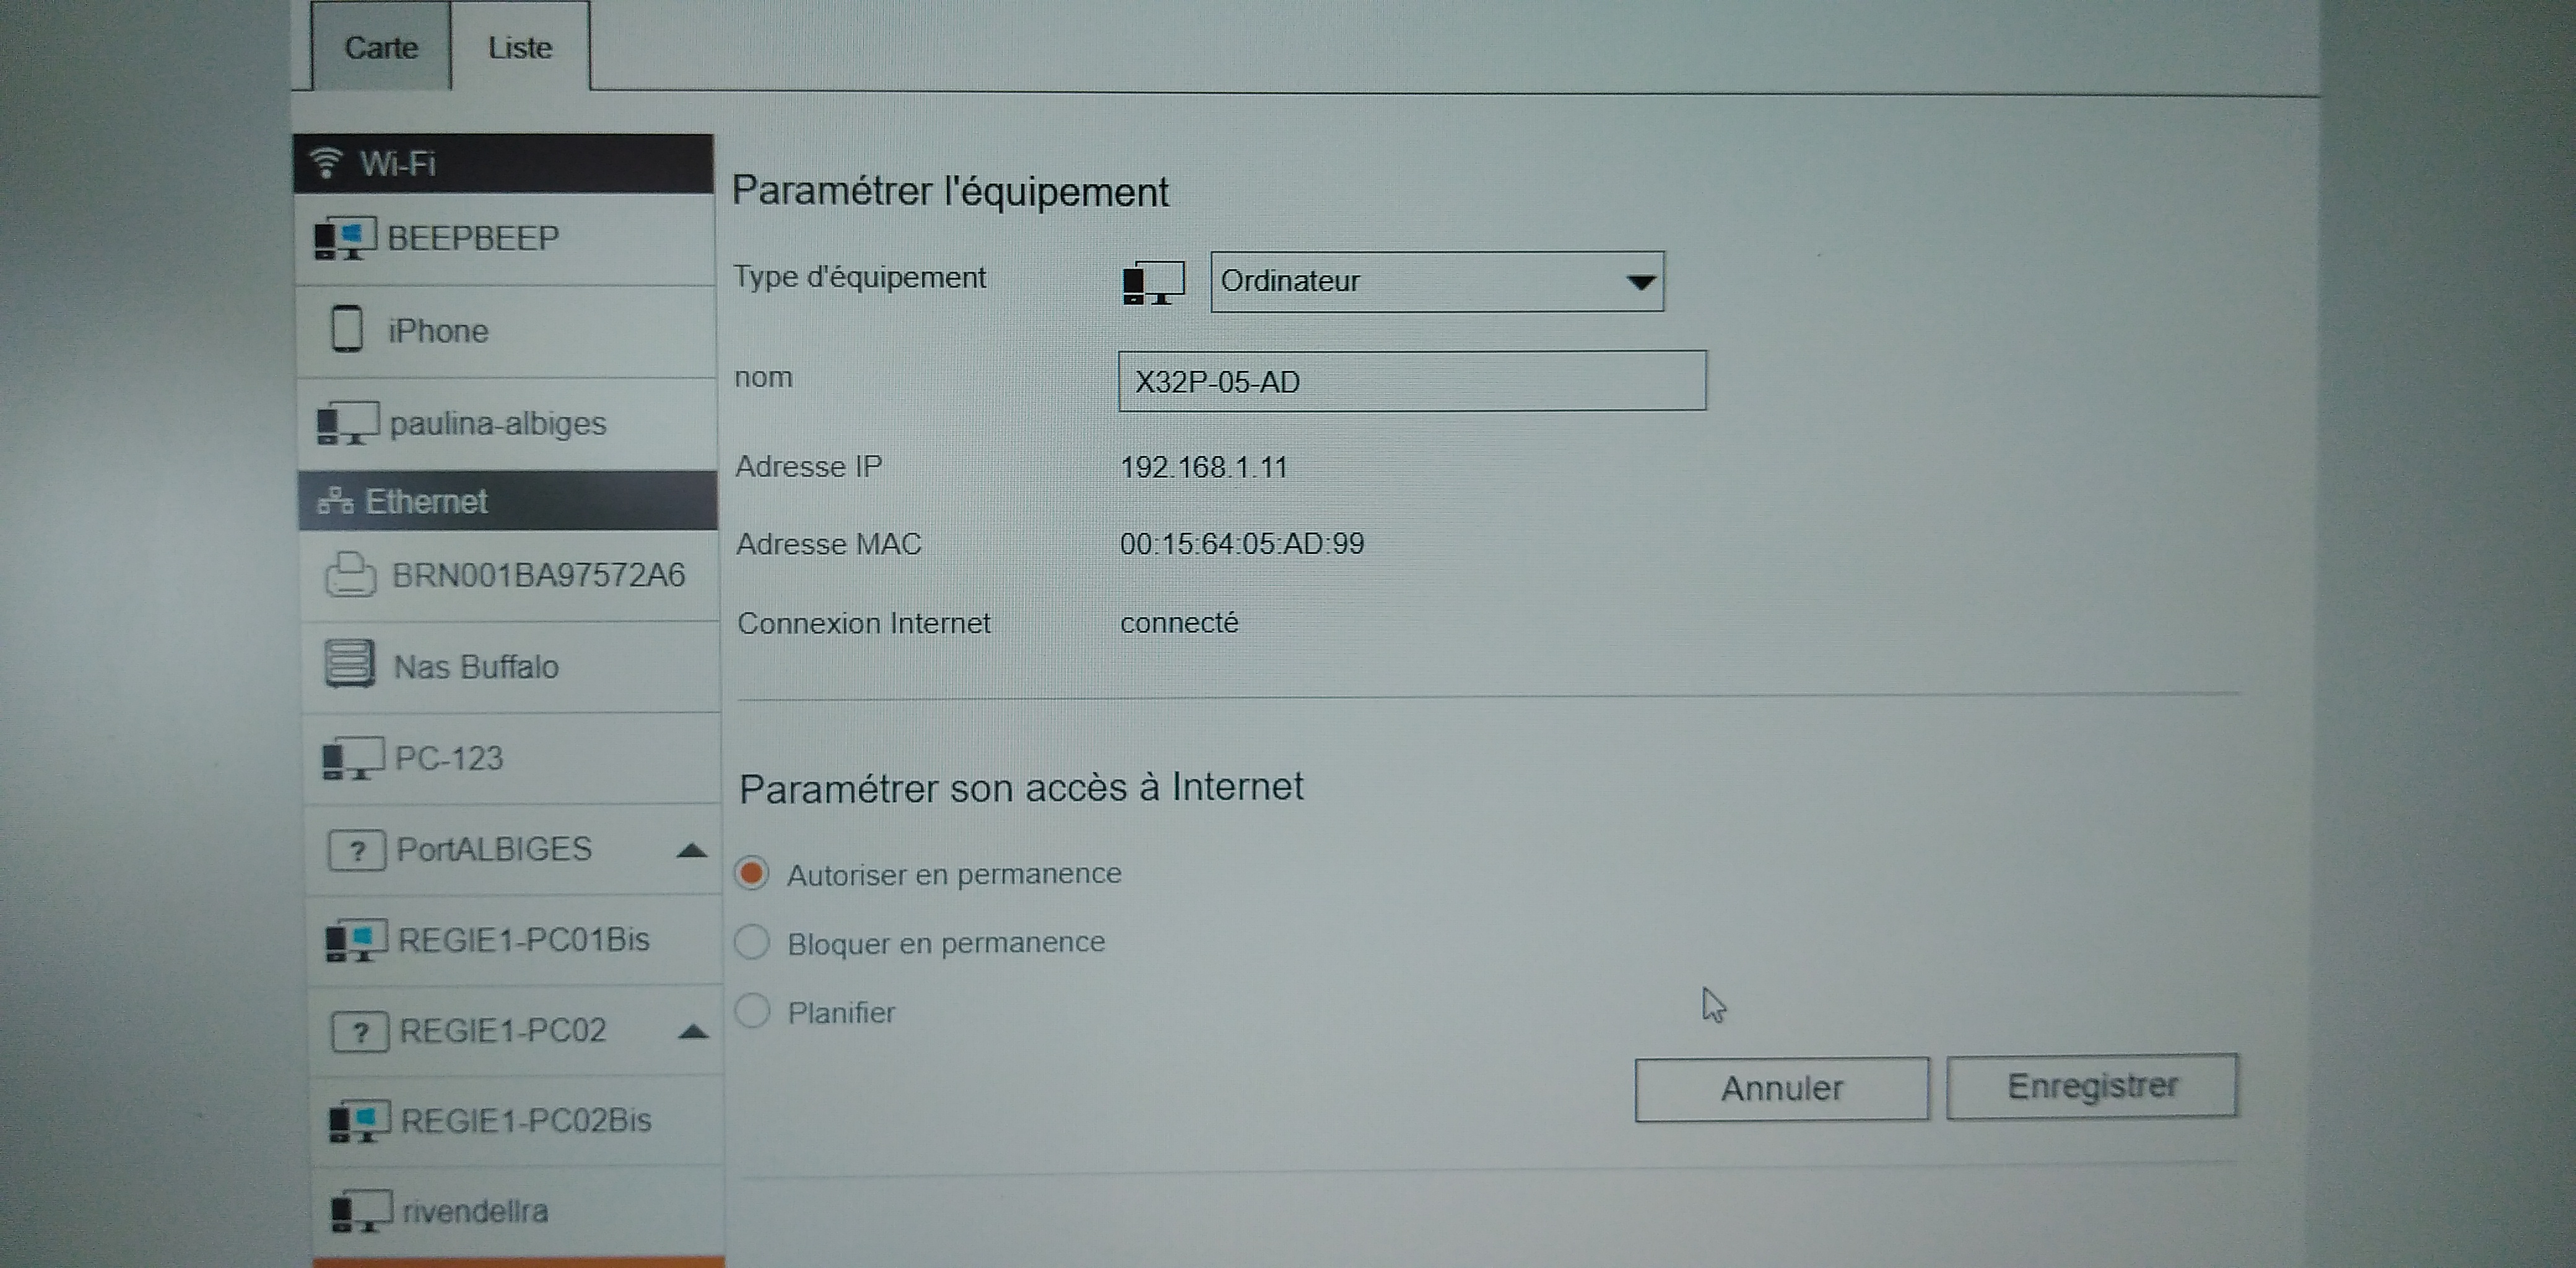 Carte
Liste
Wi-Fi
BEEPBEEP
iPhone
paulina-albiges
Ethernet
BRN001BA97572A6
Nas Buffalo
PC-123
? PortALBIGES
REGIE1-PC01Bis
? REGIE1-PC02
REGIE1-PC02Bis
rivendellra
Paramétrer l'équipement
Type d'équipement Ordinateur
nom X32P-05-AD
Adresse IP 192.168.1.11
Adresse MAC 00:15:64:05:AD:99
Connexion Internet connecté
Paramétrer son accès à Internet
Autoriser en permanence
Bloquer en permanence
Planifier
Annuler
Enregistrer